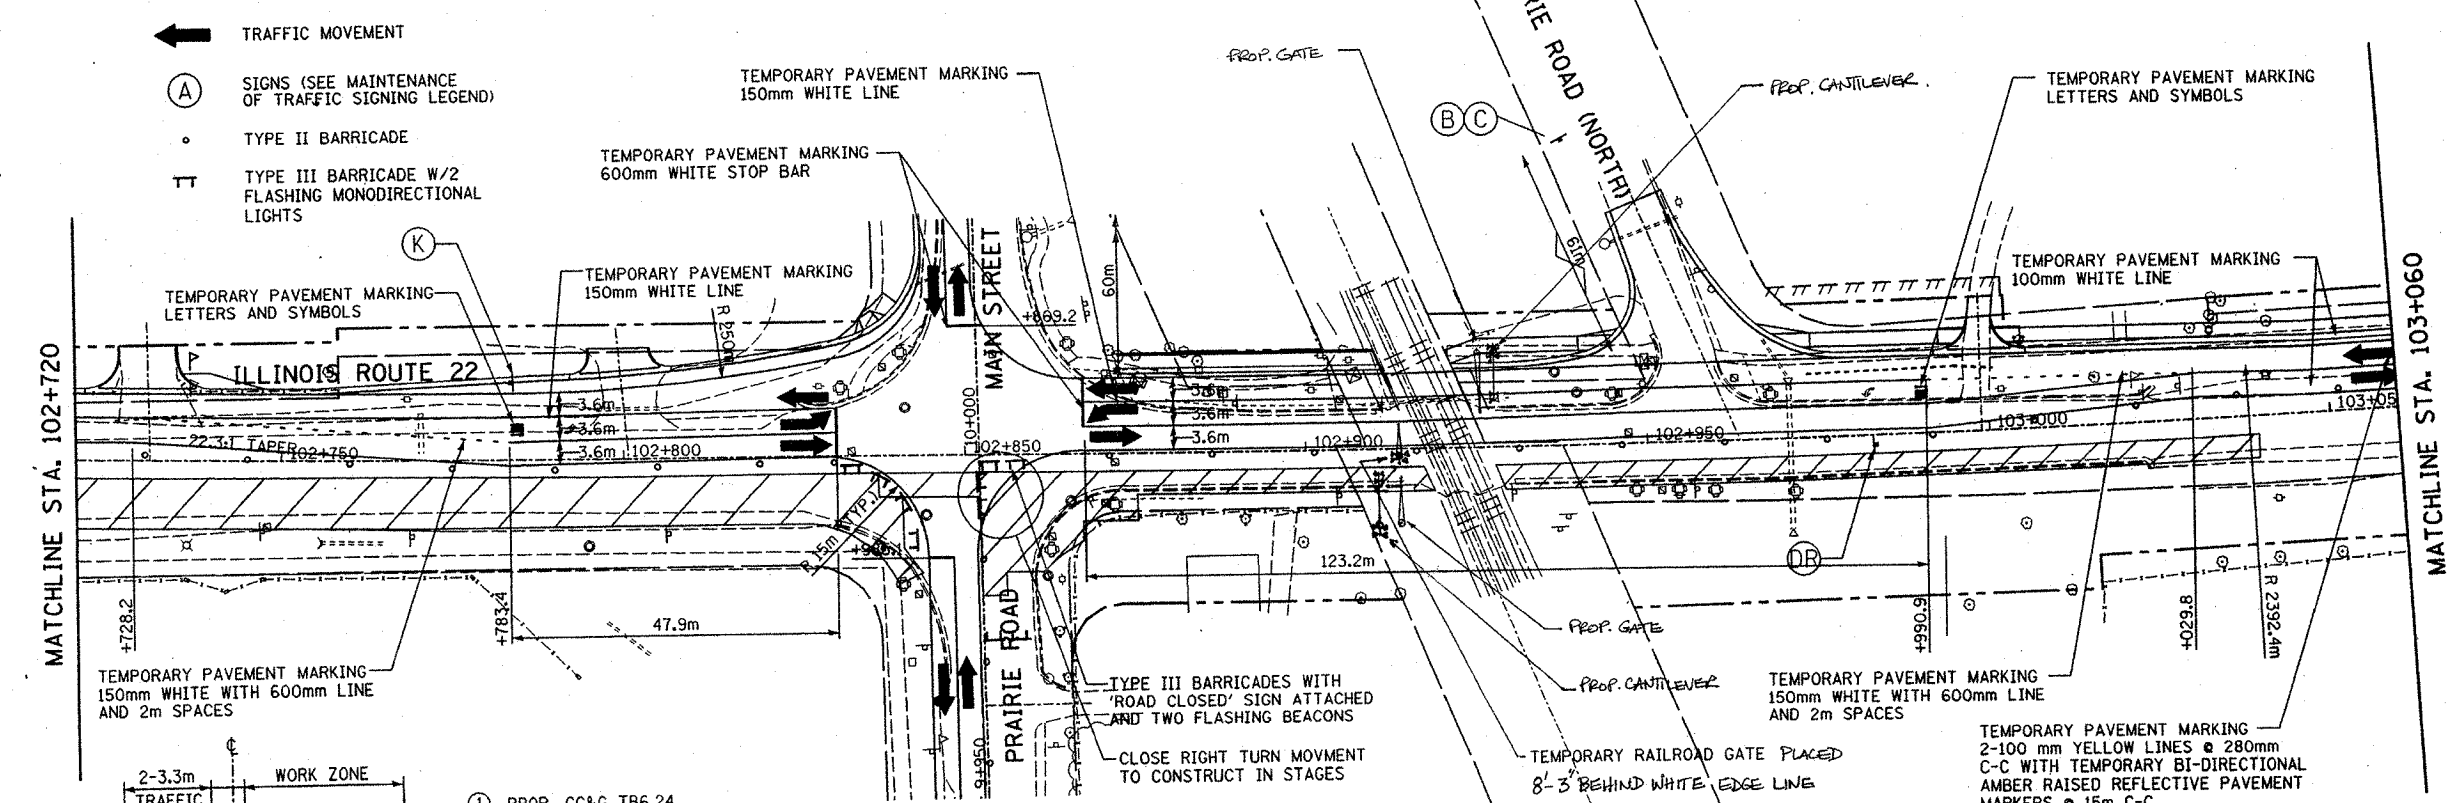 TRAFFIC MOVEMENT
A
SIGNS (SEE MAINTENANCE
OF TRAFFIC SIGNING LEGEND)
TYPE II BARRICADE
TYPE III BARRICADE W/2
FLASHING MONODIRECTIONAL
LIGHTS
TEMPORARY PAVEMENT MARKING
150mm WHITE LINE
TEMPORARY PAVEMENT MARKING
600mm WHITE STOP BAR
PROP. GATE
B C
RIE ROAD (NORTH)
PROP. CANTILEVER.
TEMPORARY PAVEMENT MARKING
LETTERS AND SYMBOLS
K
TEMPORARY PAVEMENT MARKING
LETTERS AND SYMBOLS
TEMPORARY PAVEMENT MARKING
150mm WHITE LINE
R 250m
MAIN STREET
60m
+869.2
61m
TEMPORARY PAVEMENT MARKING
100mm WHITE LINE
MATCHLINE STA. 102+720
ILLINOIS ROUTE 22
MATCHLINE STA. 103+060
3.6m
3.6m
3.6m
3.6m
3.6m
3.6m
22.3:1 TAPER
102+750
102+800
10+000
102+850
102+900
102+950
103+000
103+05
TYP.)
R 15m
123.2m
DR
+728.2
+783.4
47.9m
+990.9
+029.8
R 2392.4m
PROP. GATE
PROP. CANTILEVER
PRAIRIE ROAD
9+950
TEMPORARY PAVEMENT MARKING
150mm WHITE WITH 600mm LINE
AND 2m SPACES
TYPE III BARRICADES WITH
'ROAD CLOSED' SIGN ATTACHED
AND TWO FLASHING BEACONS
CLOSE RIGHT TURN MOVMENT
TO CONSTRUCT IN STAGES
TEMPORARY RAILROAD GATE PLACED
8'-3" BEHIND WHITE EDGE LINE
TEMPORARY PAVEMENT MARKING
150mm WHITE WITH 600mm LINE
AND 2m SPACES
TEMPORARY PAVEMENT MARKING
2-100 mm YELLOW LINES @ 280mm
C-C WITH TEMPORARY BI-DIRECTIONAL
AMBER RAISED REFLECTIVE PAVEMENT
MARKERS @ 15m C-C
2-3.3m
TRAFFIC
WORK ZONE
1 PROP. CC&G TB6.24